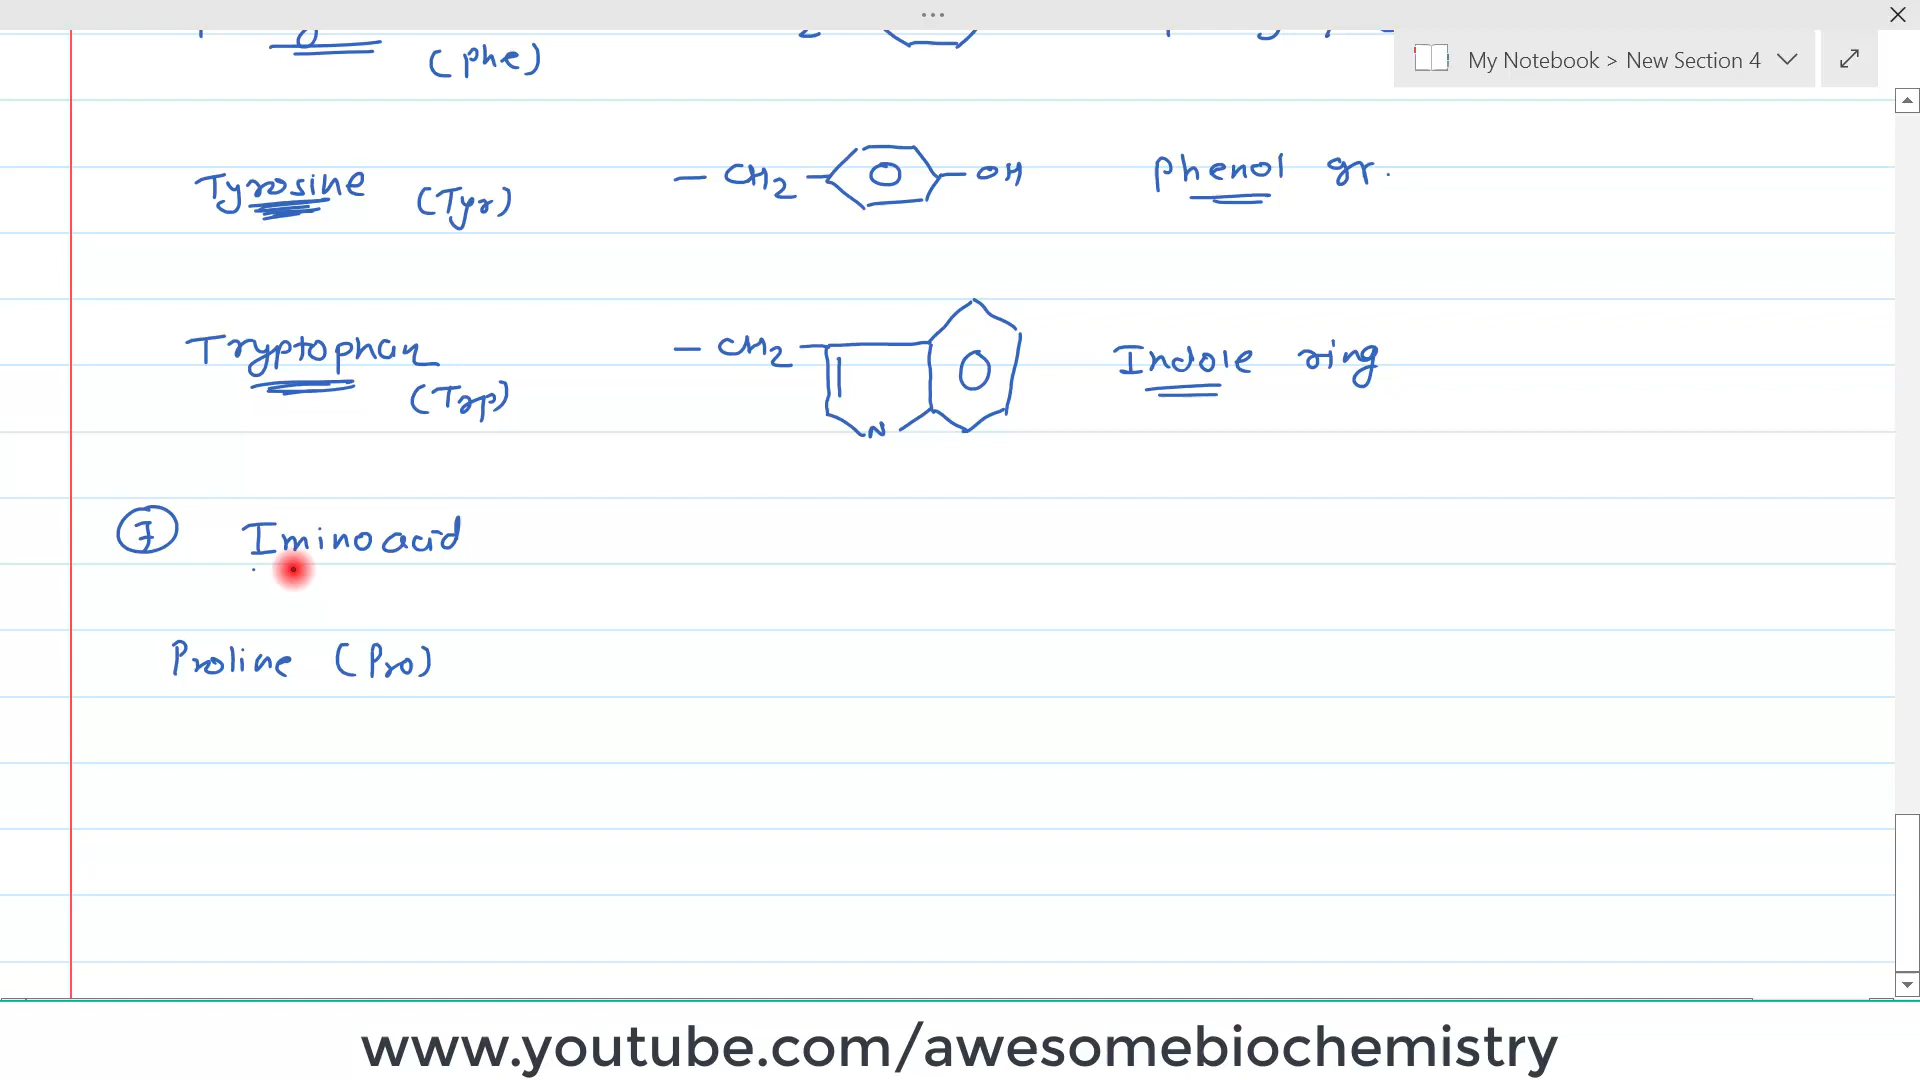 (phe)
My Notebook > New Section 4
Tyrosine (Tyr) — CH2 — OH Phenol gr.
Tryptophan (Trp) — CH2 — N Indole ring
7 Imino acid
Proline (Pro)
www.youtube.com/awesomebiochemistry